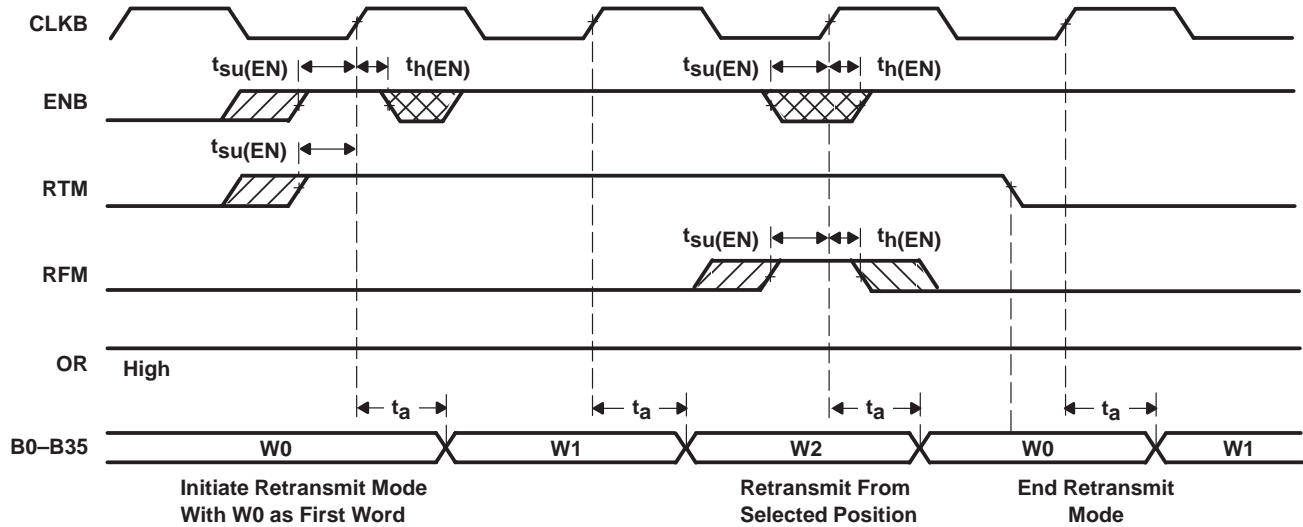 CLKB
tsu(EN) th(EN) tsu(EN) th(EN)
ENB
tsu(EN)
RTM
tsu(EN) th(EN)
RFM
OR High
ta ta ta ta
B0–B35 W0 W1 W2 W0 W1
Initiate Retransmit Mode Retransmit From End Retransmit
With W0 as First Word Selected Position Mode